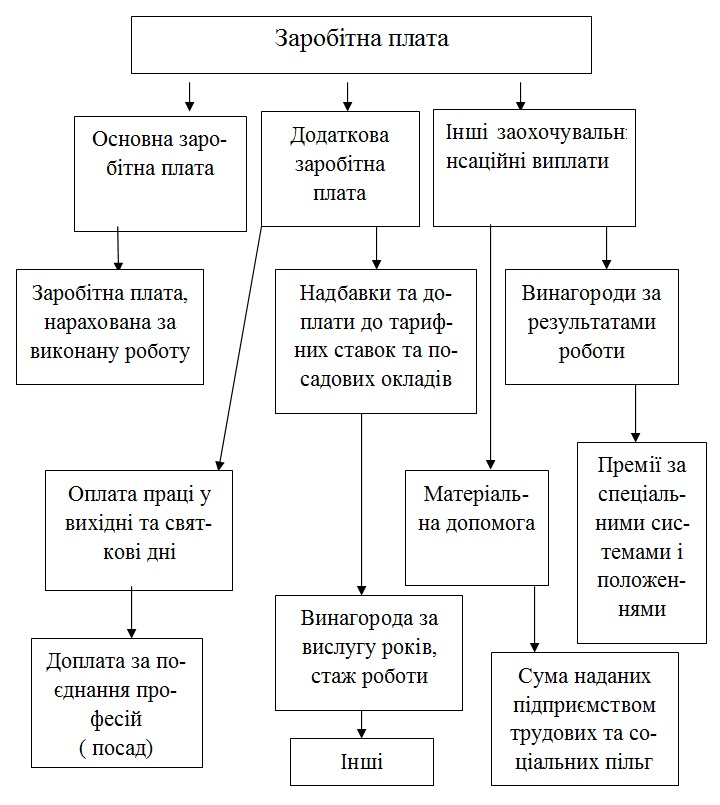 Заробітна плата
Основна заро-
бітна плата
Додаткова
заробітна
плата
Інші заохочувальн
нсаційні виплати
Заробітна плата,
нарахована за
виконану роботу
Надбавки та до-
плати до тариф-
них ставок та по-
садових окладів
Винагороди за
результатами
роботи
Оплата праці у
вихідні та свят-
кові дні
Матеріаль-
на допомога
Премії за
спеціаль-
ними сис-
темами і
положен-
нями
Доплата за по-
єднання про-
фесій
( посад)
Винагорода за
вислугу років,
стаж роботи
Сума наданих
підприємством
трудових та со-
ціальних пільг
Інші